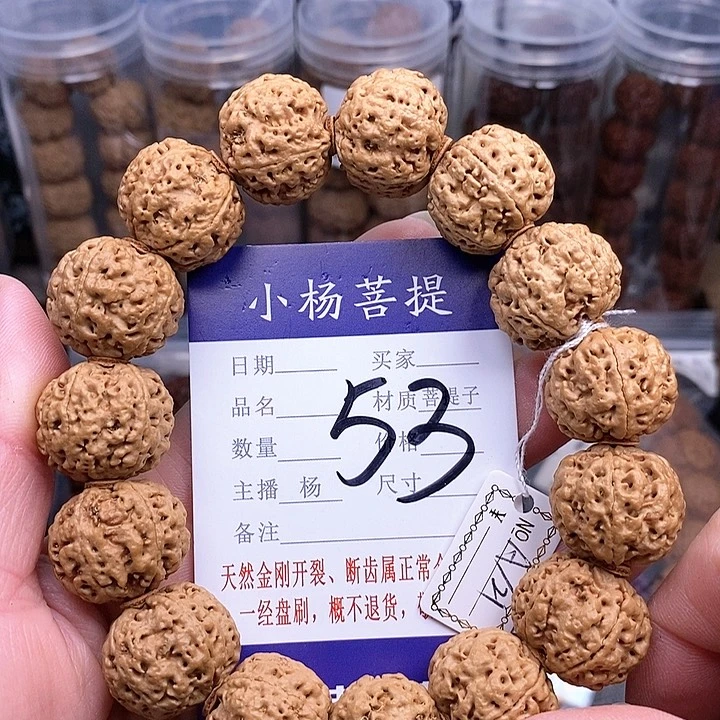 小杨菩提
日期 买家
品名 材质 菩提子
数量 价格
53
主播 杨 尺寸
备注
天然金刚开裂、断齿属正常
一经盘刷，概不退货，
NO